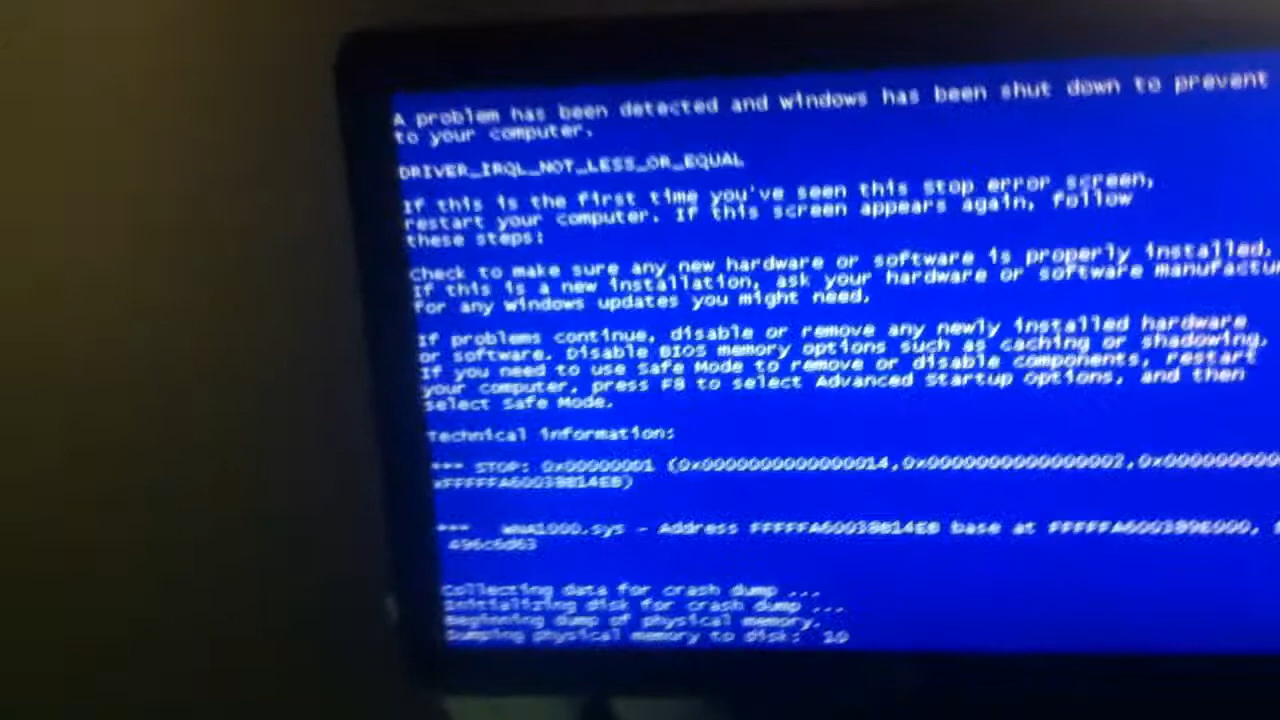 A problem has been detected and windows has been shut down to prevent
to your computer.
DRIVER_IRQL_NOT_LESS_OR_EQUAL
If this is the first time you've seen this stop error screen,
restart your computer. If this screen appears again, follow
these steps:
Check to make sure any new hardware or software is properly installed.
If this is a new installation, ask your hardware or software manufactu
for any windows updates you might need.
If problems continue, disable or remove any newly installed hardware
or software. Disable BIOS memory options such as caching or shadowing.
If you need to use Safe Mode to remove or disable components, restart
your computer, press F8 to select Advanced Startup Options, and then
select Safe Mode.
Technical information:
*** STOP: (0x0000000000000014,0x0000000000000002,0x000000000
*** - Address base at
Collecting data for crash dump ...
Initializing disk for crash dump ...
Beginning dump of physical memory.
Dumping physical memory to disk: